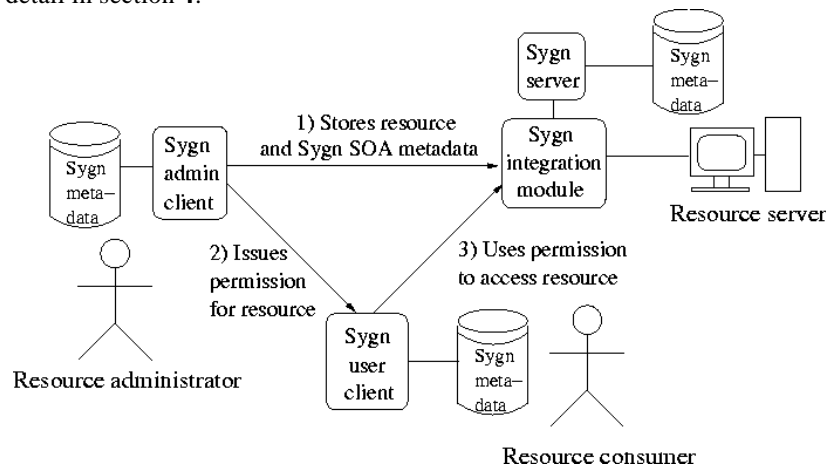 detail in section 4.
Sygn
server
Sygn
meta–
data
1) Stores resource
and Sygn SOA metadata
Sygn
integration
module
Sygn
meta–
data
Sygn
admin
client
Resource server
2) Issues
permission
for resource
3) Uses permission
to access resource
Resource administrator
Sygn
user
client
Sygn
meta–
data
Resource consumer